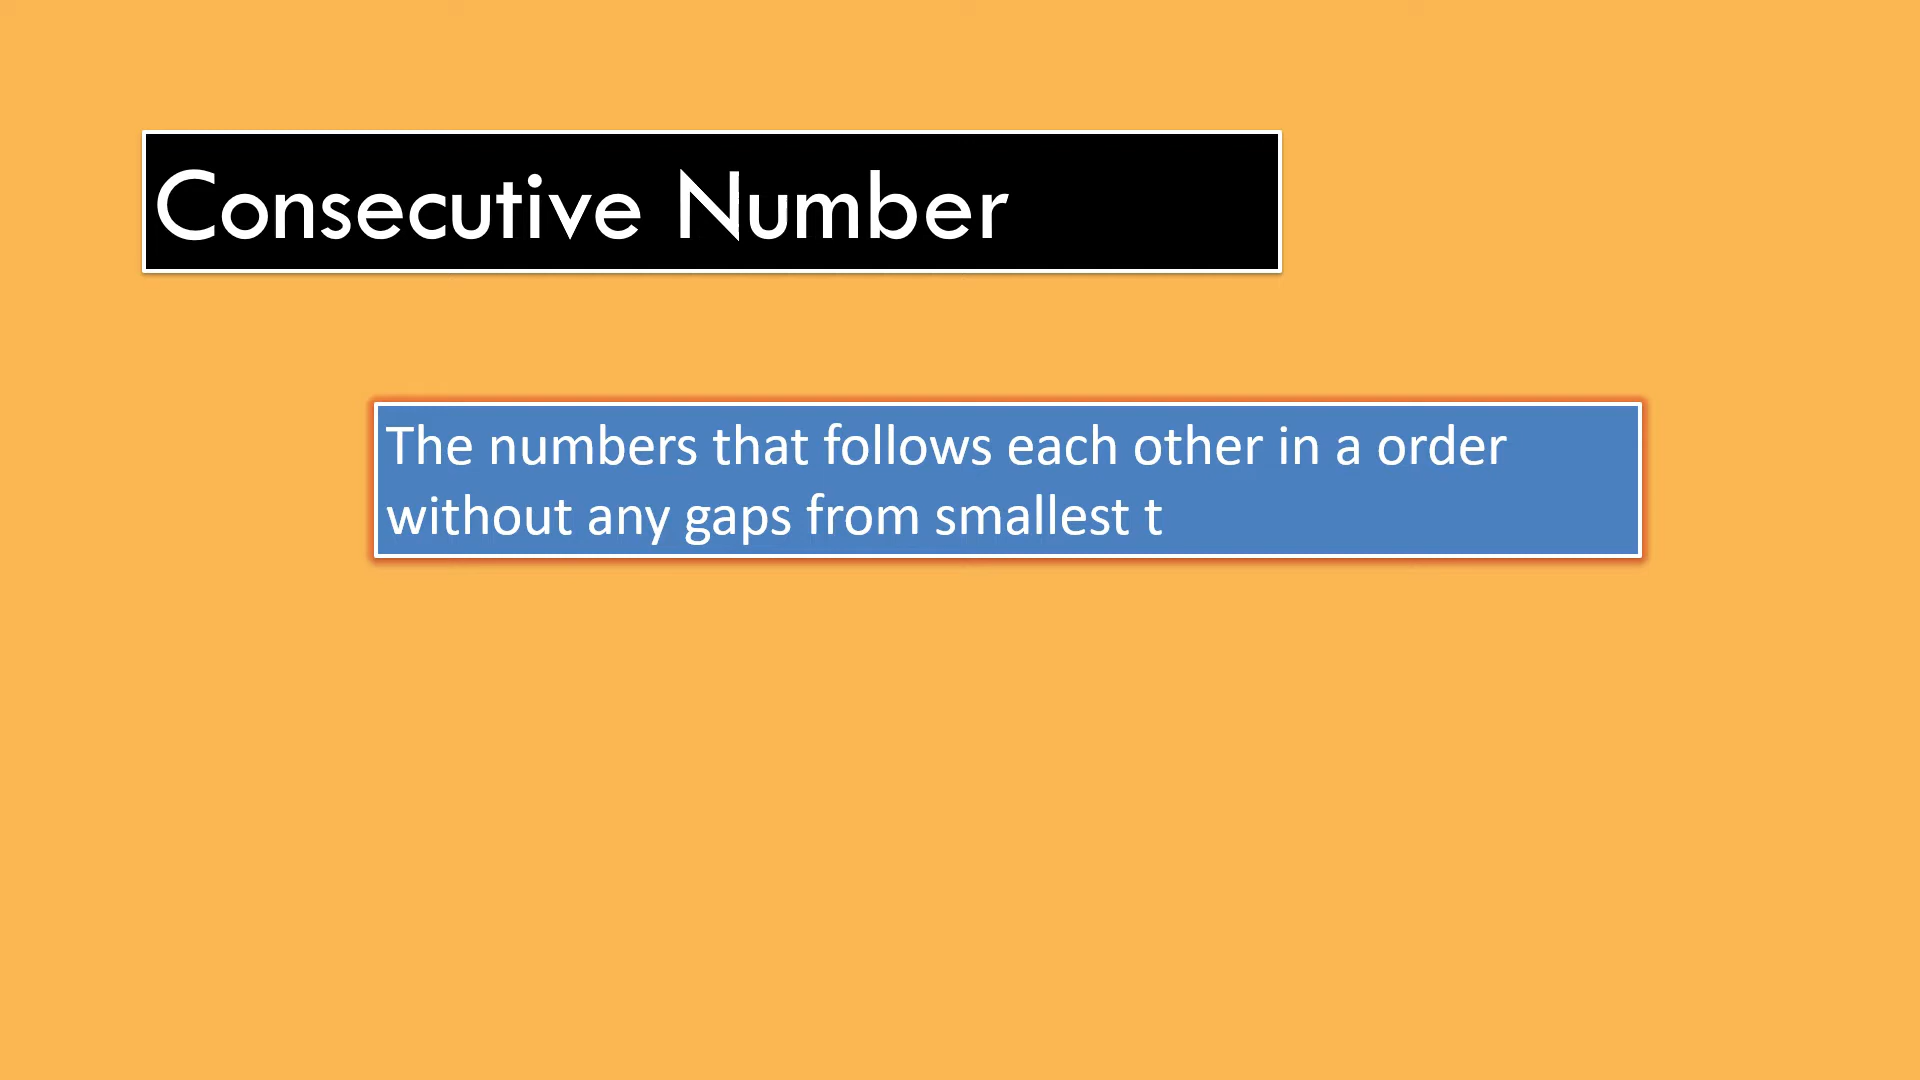 Consecutive Number
The numbers that follows each other in a order
without any gaps from smallest t